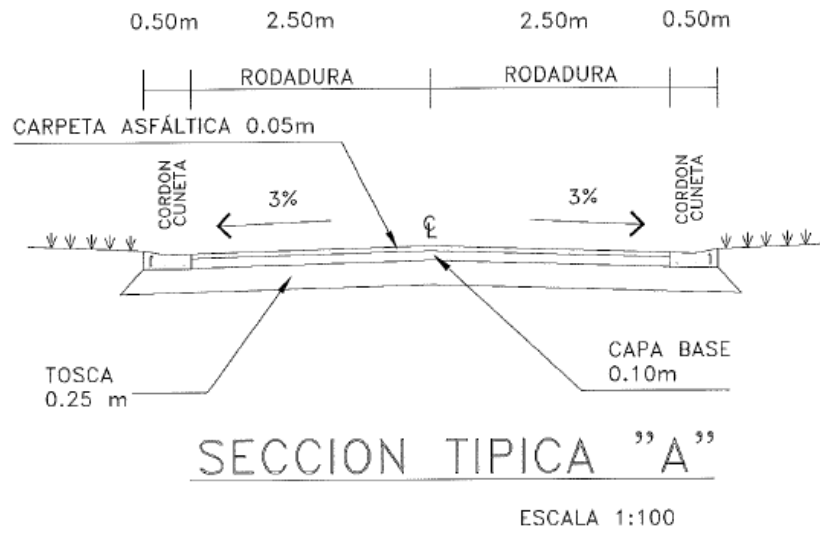 0.50m 2.50m 2.50m 0.50m
RODADURA RODADURA
CARPETA ASFÁLTICA 0.05m
CORDON
CUNETA
3% 3%
CORDON
CUNETA
℄
TOSCA
0.25 m
CAPA BASE
0.10m
SECCION TIPICA "A"
ESCALA 1:100